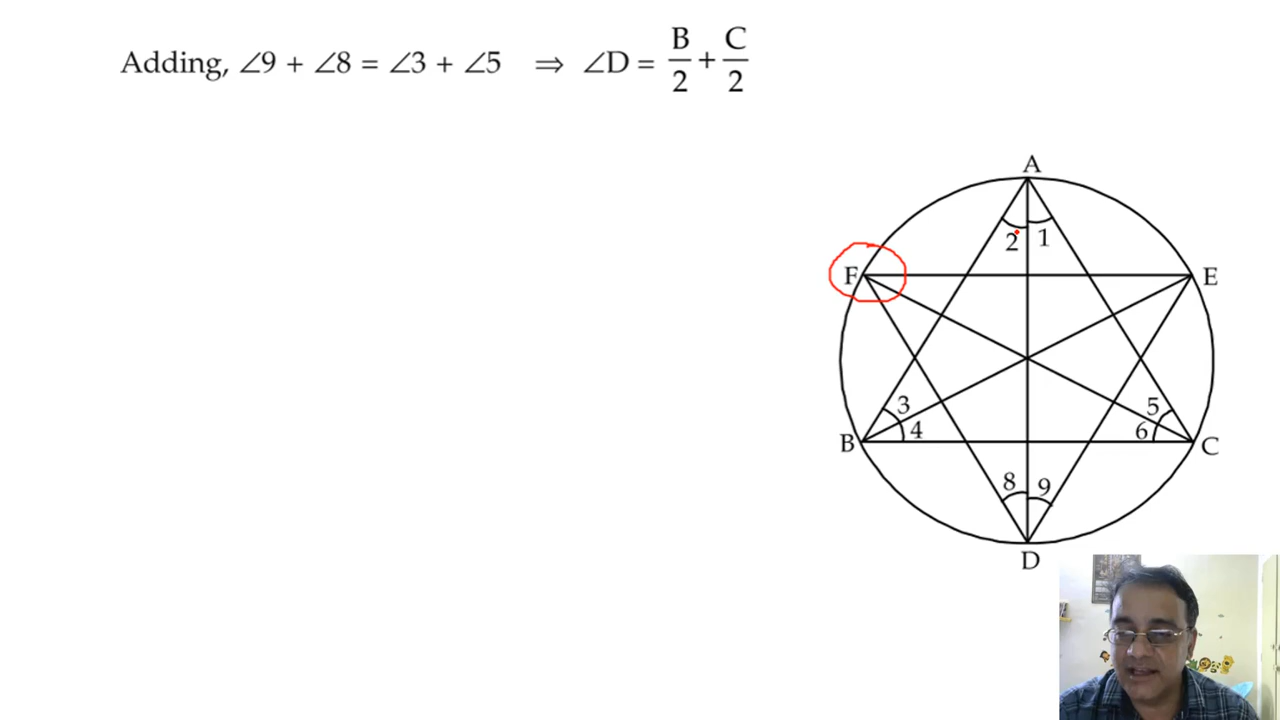 Adding, ∠9 + ∠8 = ∠3 + ∠5 ⇒ ∠D = B/2 + C/2
A
2 1
F E
3 5
B 4 6 C
8 9
D